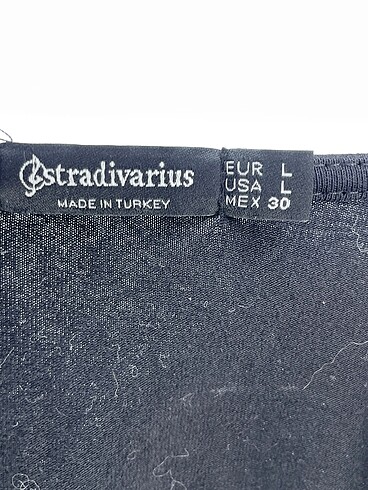 stradivarius
MADE IN TURKEY
EUR L
USA L
MEX 30